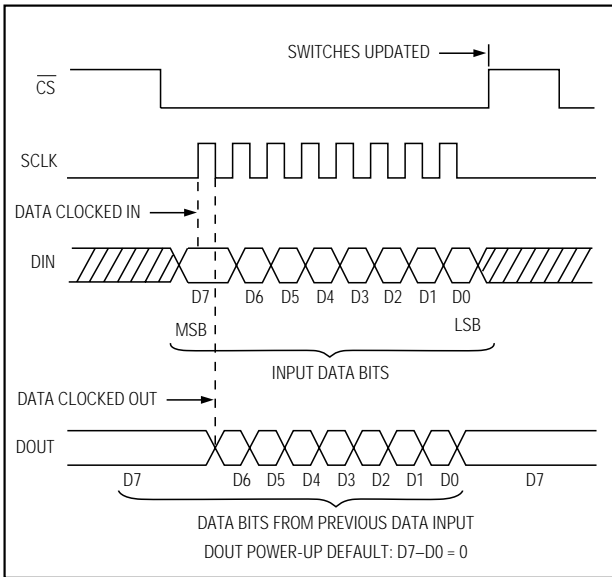 SWITCHES UPDATED
CS
SCLK
DATA CLOCKED IN
DIN
D7 D6 D5 D4 D3 D2 D1 D0
MSB LSB
INPUT DATA BITS
DATA CLOCKED OUT
DOUT
D7 D6 D5 D4 D3 D2 D1 D0 D7
DATA BITS FROM PREVIOUS DATA INPUT
DOUT POWER-UP DEFAULT: D7–D0 = 0